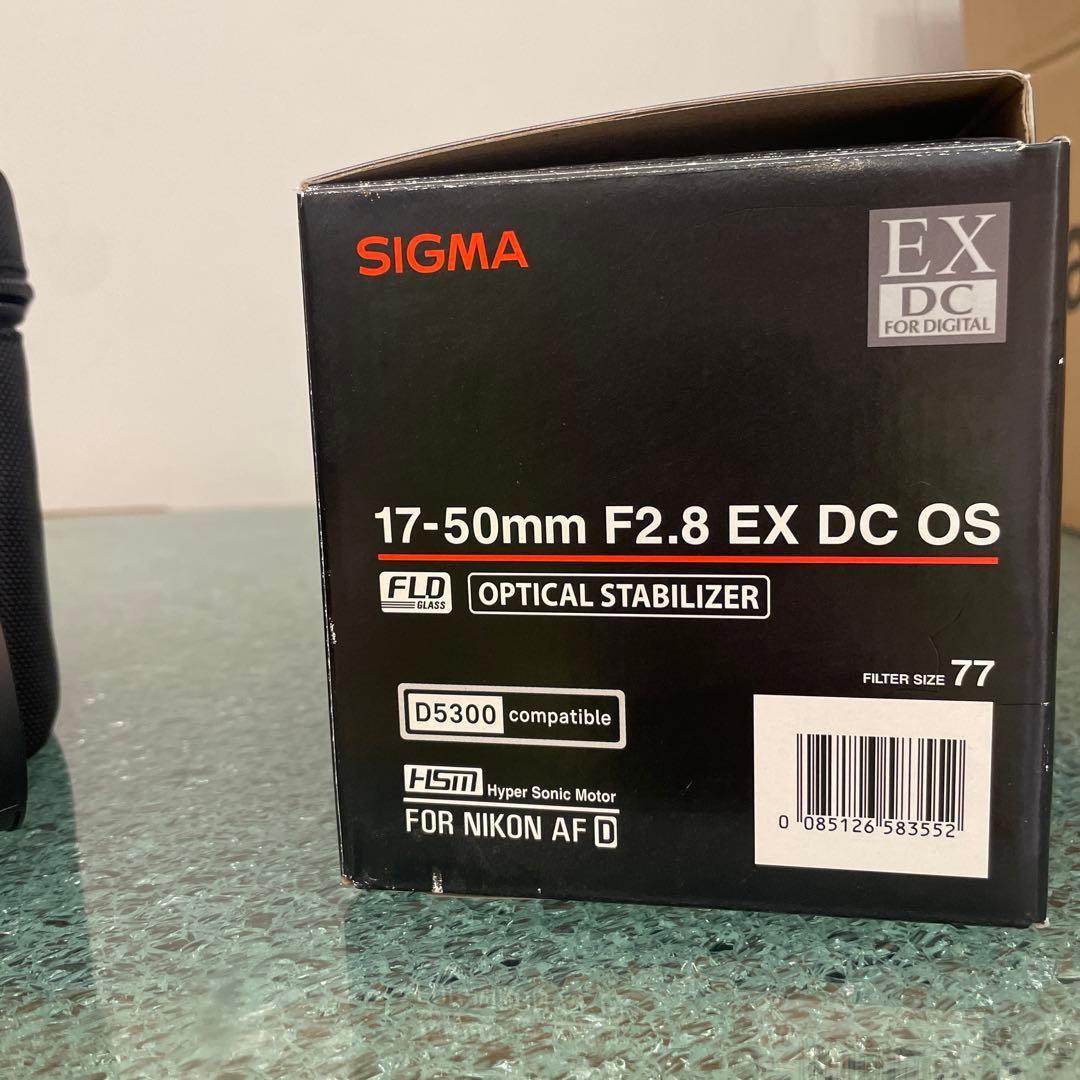 SIGMA
EX
DC
FOR DIGITAL
17-50mm F2.8 EX DC OS
FLD
GLASS
OPTICAL STABILIZER
FILTER SIZE 77
D5300 compatible
HSM Hyper Sonic Motor
FOR NIKON AF D
0 085126 583552